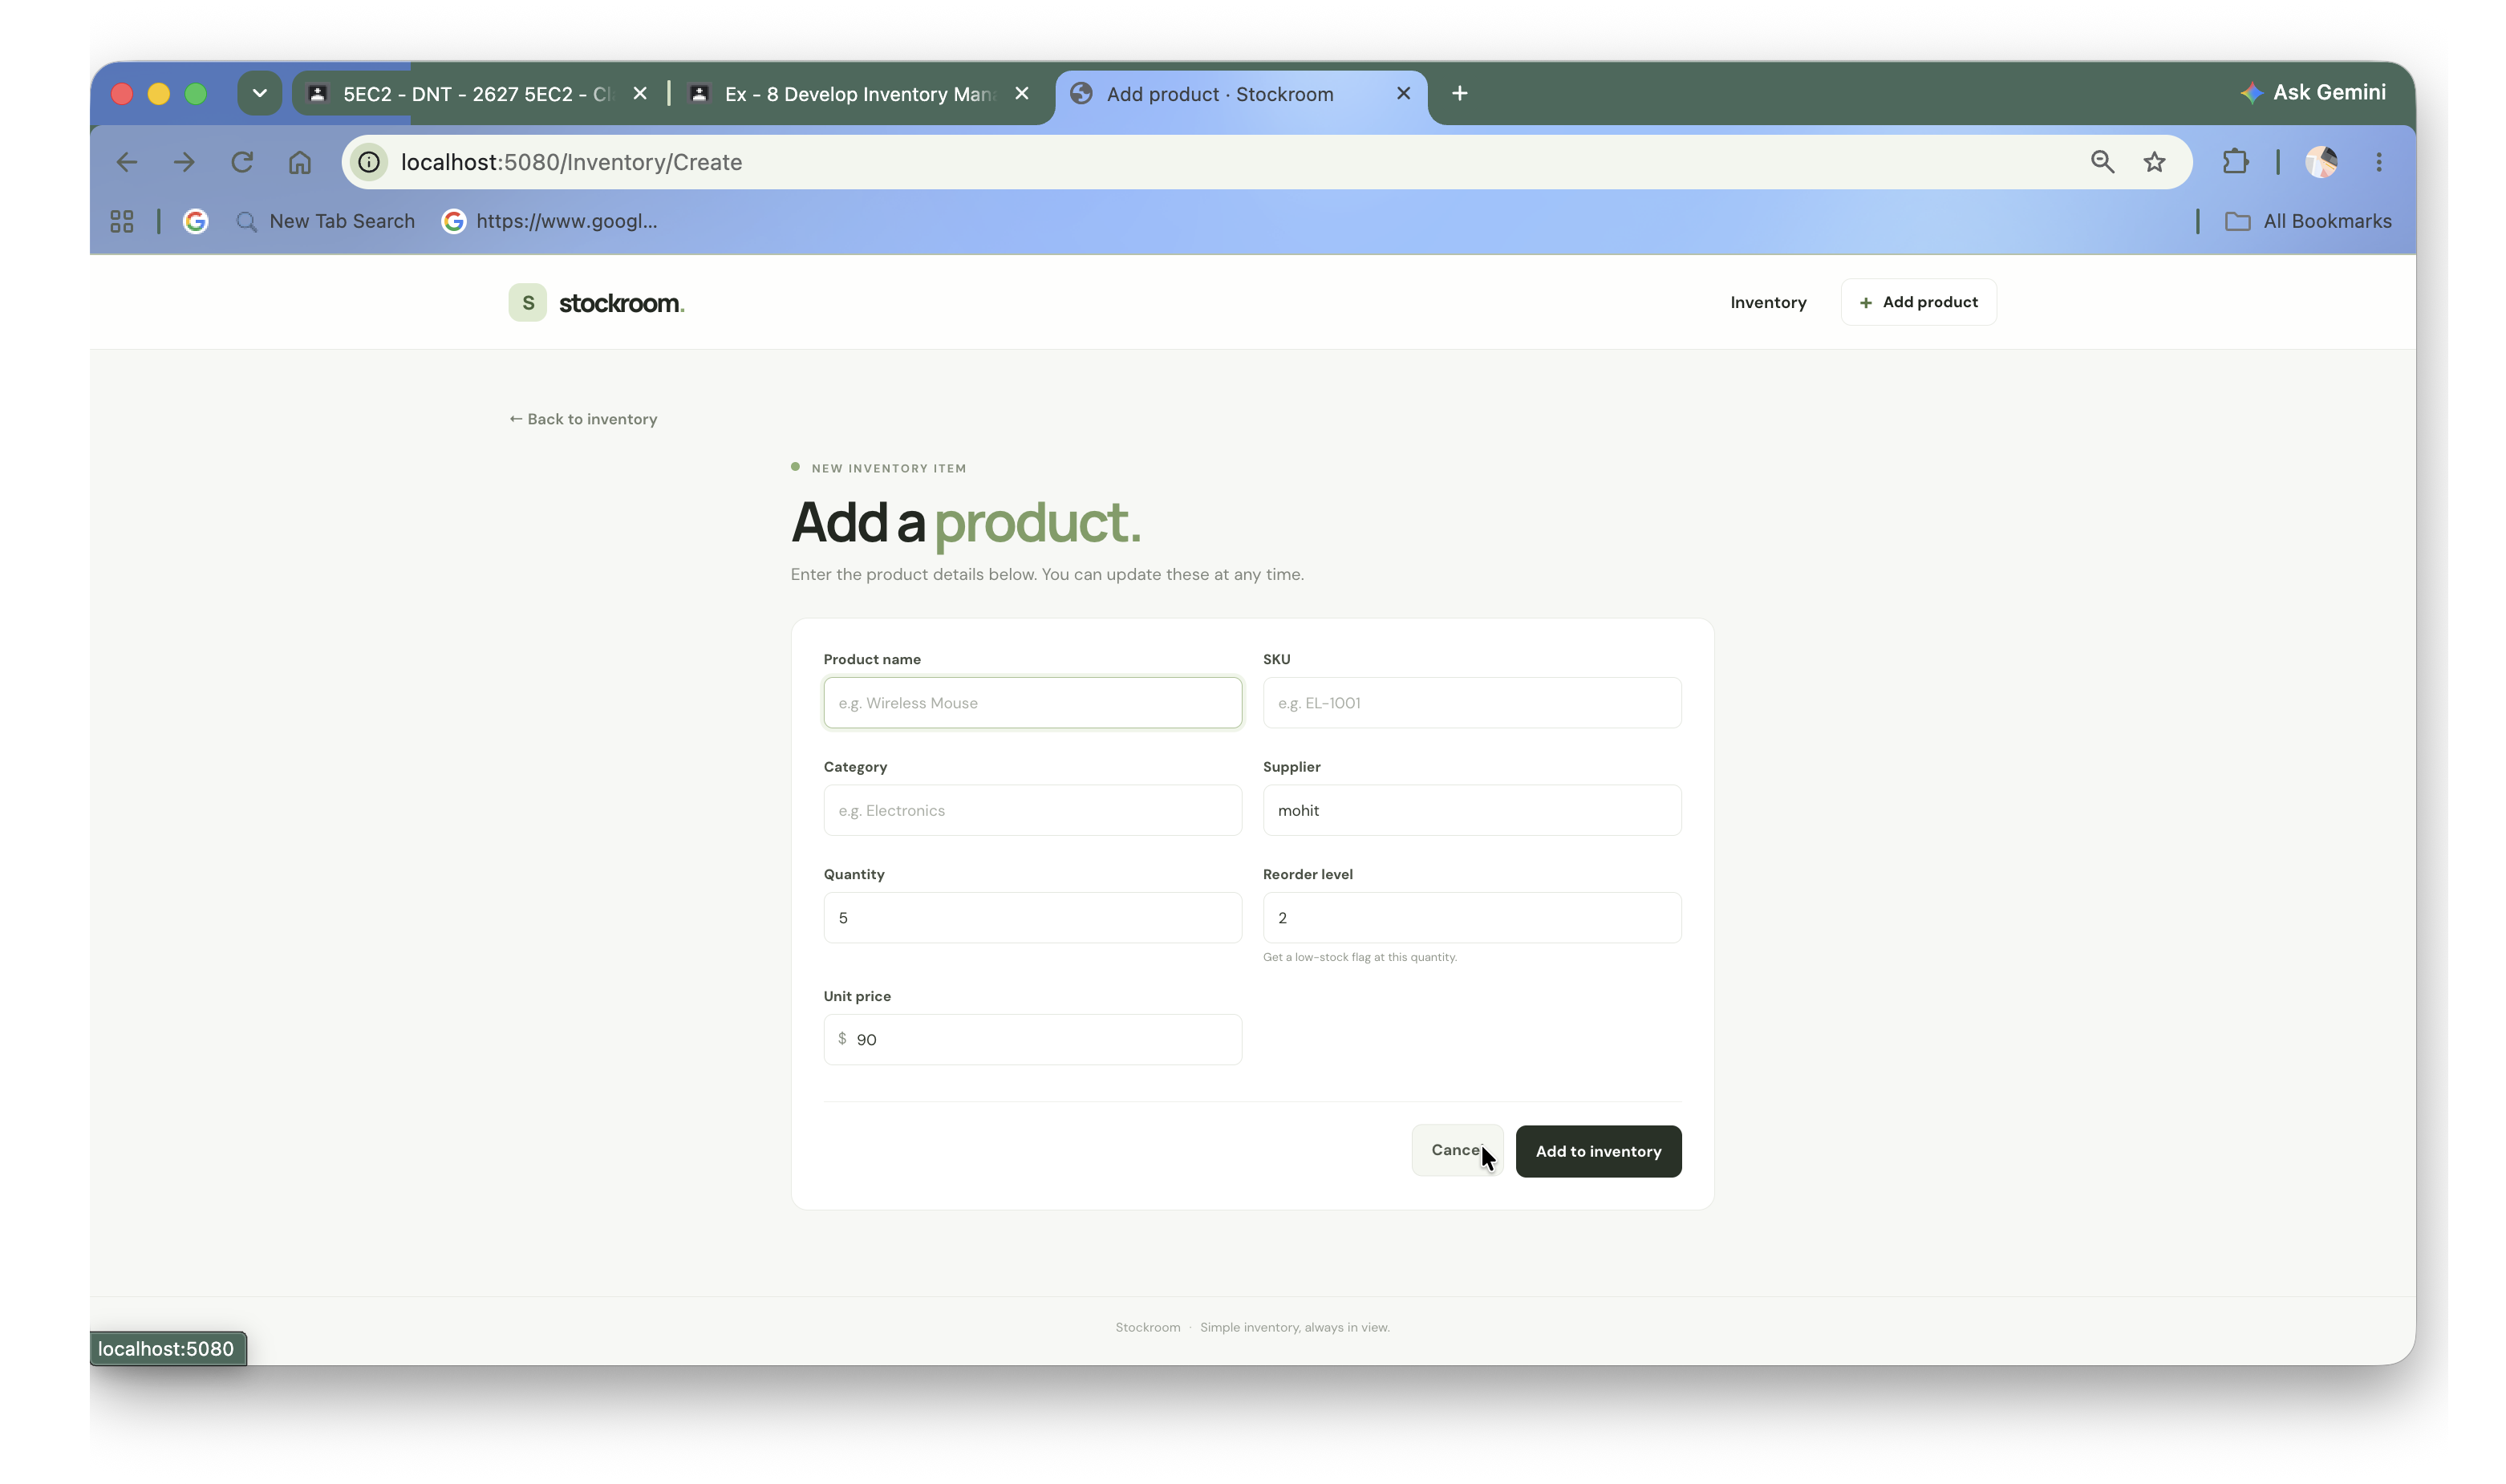 5EC2 - DNT - 2627 5EC2 - Cl
Ex - 8 Develop Inventory Man
Add product · Stockroom
Ask Gemini
localhost:5080/Inventory/Create
New Tab Search
https://www.googl...
All Bookmarks
S
stockroom.
Inventory
+ Add product
← Back to inventory
NEW INVENTORY ITEM
Add a product.
Enter the product details below. You can update these at any time.
Product name
SKU
e.g. Wireless Mouse
e.g. EL-1001
Category
Supplier
e.g. Electronics
mohit
Quantity
Reorder level
5
2
Get a low-stock flag at this quantity.
Unit price
$ 90
Cancel
Add to inventory
Stockroom · Simple inventory, always in view.
localhost:5080